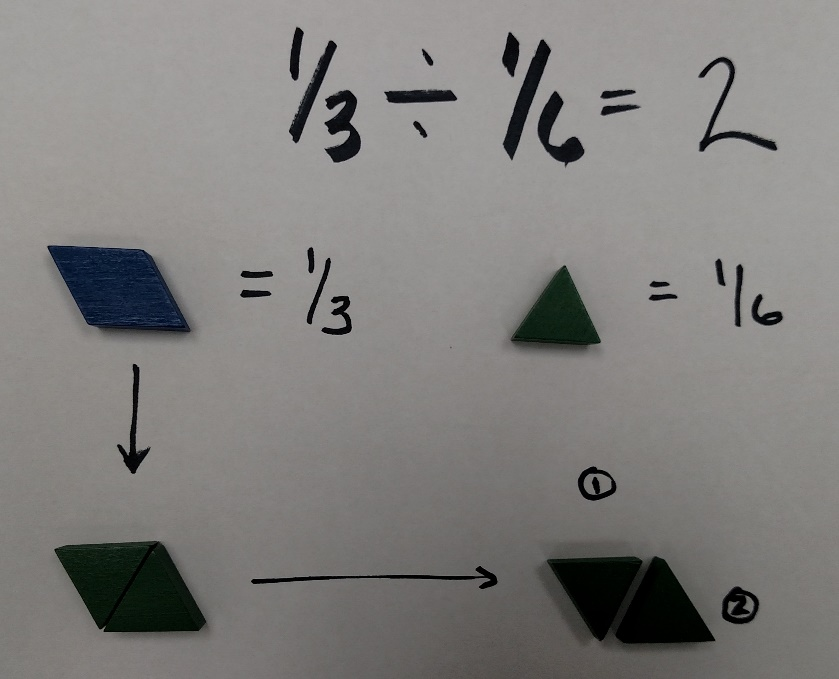 1/3 ÷ 1/6 = 2
= 1/3
= 1/6
①
②